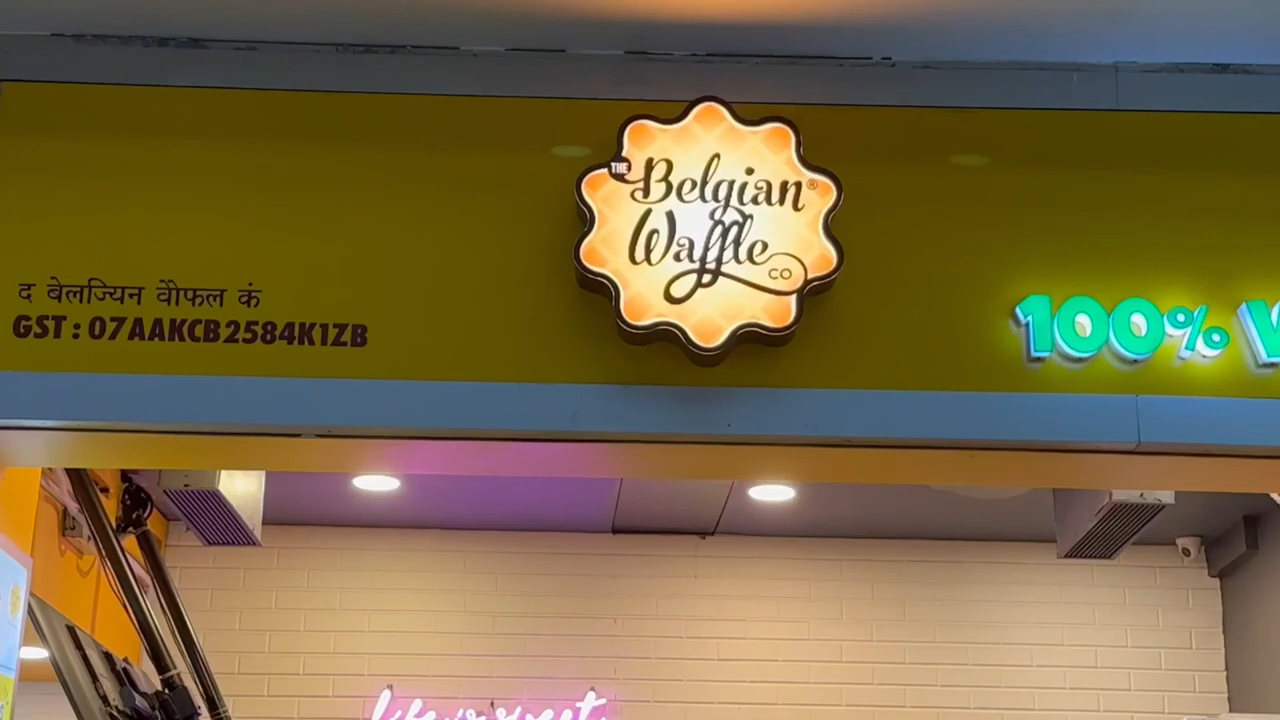 THE
Belgian®
Waffle
CO
द बेलज्यिन वेौफल कं
GST : 07AAKCB2584K1ZB
100%